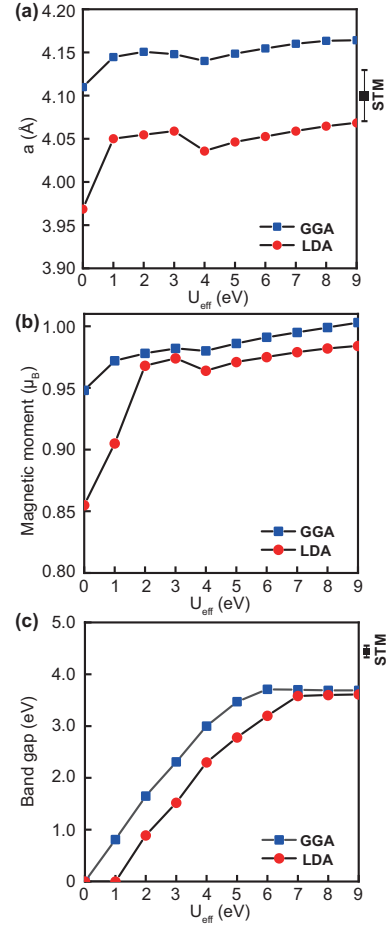 (a)
4.20
4.15
4.10
4.05
4.00
3.95
3.90
a (Å)
GGA
LDA
STM
0 1 2 3 4 5 6 7 8 9
U_eff (eV)
(b)
1.00
0.95
0.90
0.85
0.80
Magnetic moment (μ_B)
GGA
LDA
0 1 2 3 4 5 6 7 8 9
U_eff (eV)
(c)
5.0
4.0
3.0
2.0
1.0
0
Band gap (eV)
GGA
LDA
STM
0 1 2 3 4 5 6 7 8 9
U_eff (eV)